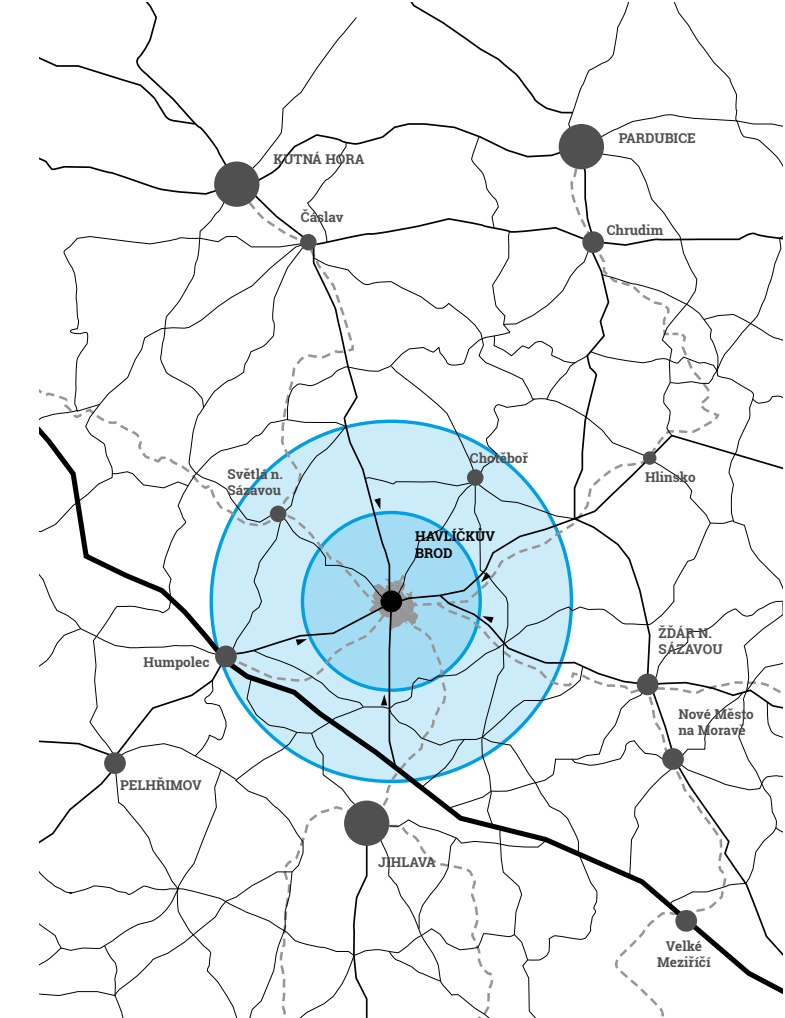 PARDUBICE
KUTNÁ HORA
Čáslav
Chrudim
Chotěboř
Světlá n.
Sázavou
Hlinsko
HAVLÍČKŮV
BROD
ŽĎÁR N.
SÁZAVOU
Humpolec
Nové Město
na Moravě
PELHŘIMOV
JIHLAVA
Velké
Meziříčí